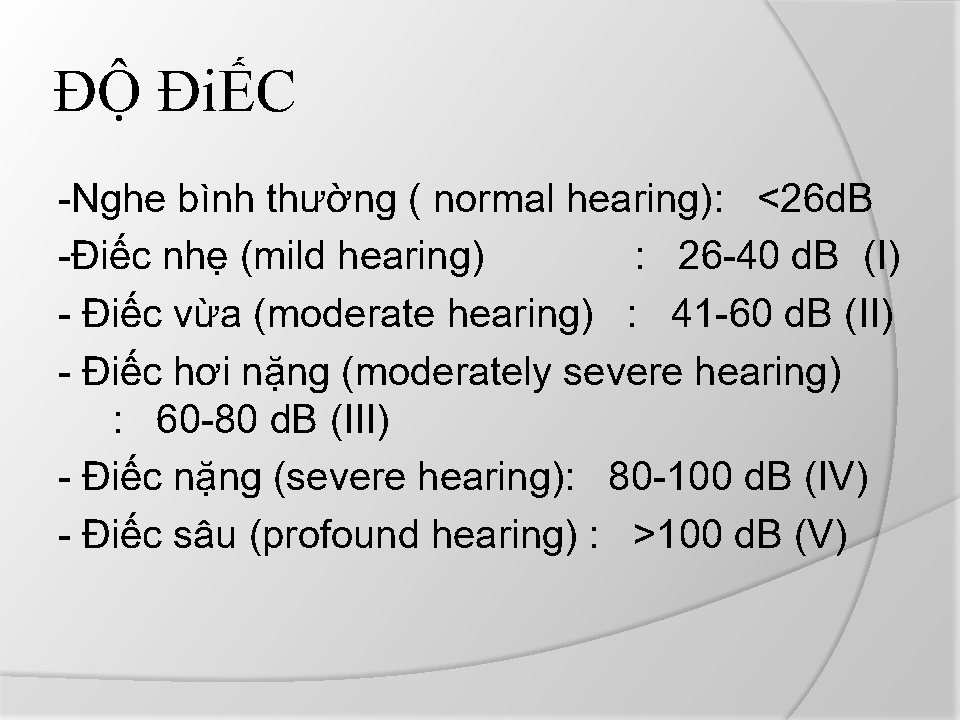 ĐỘ ĐiẾC
-Nghe bình thường ( normal hearing): <26dB
-Điếc nhẹ (mild hearing) : 26-40 dB (I)
- Điếc vừa (moderate hearing) : 41-60 dB (II)
- Điếc hơi nặng (moderately severe hearing)
: 60-80 dB (III)
- Điếc nặng (severe hearing): 80-100 dB (IV)
- Điếc sâu (profound hearing) : >100 dB (V)